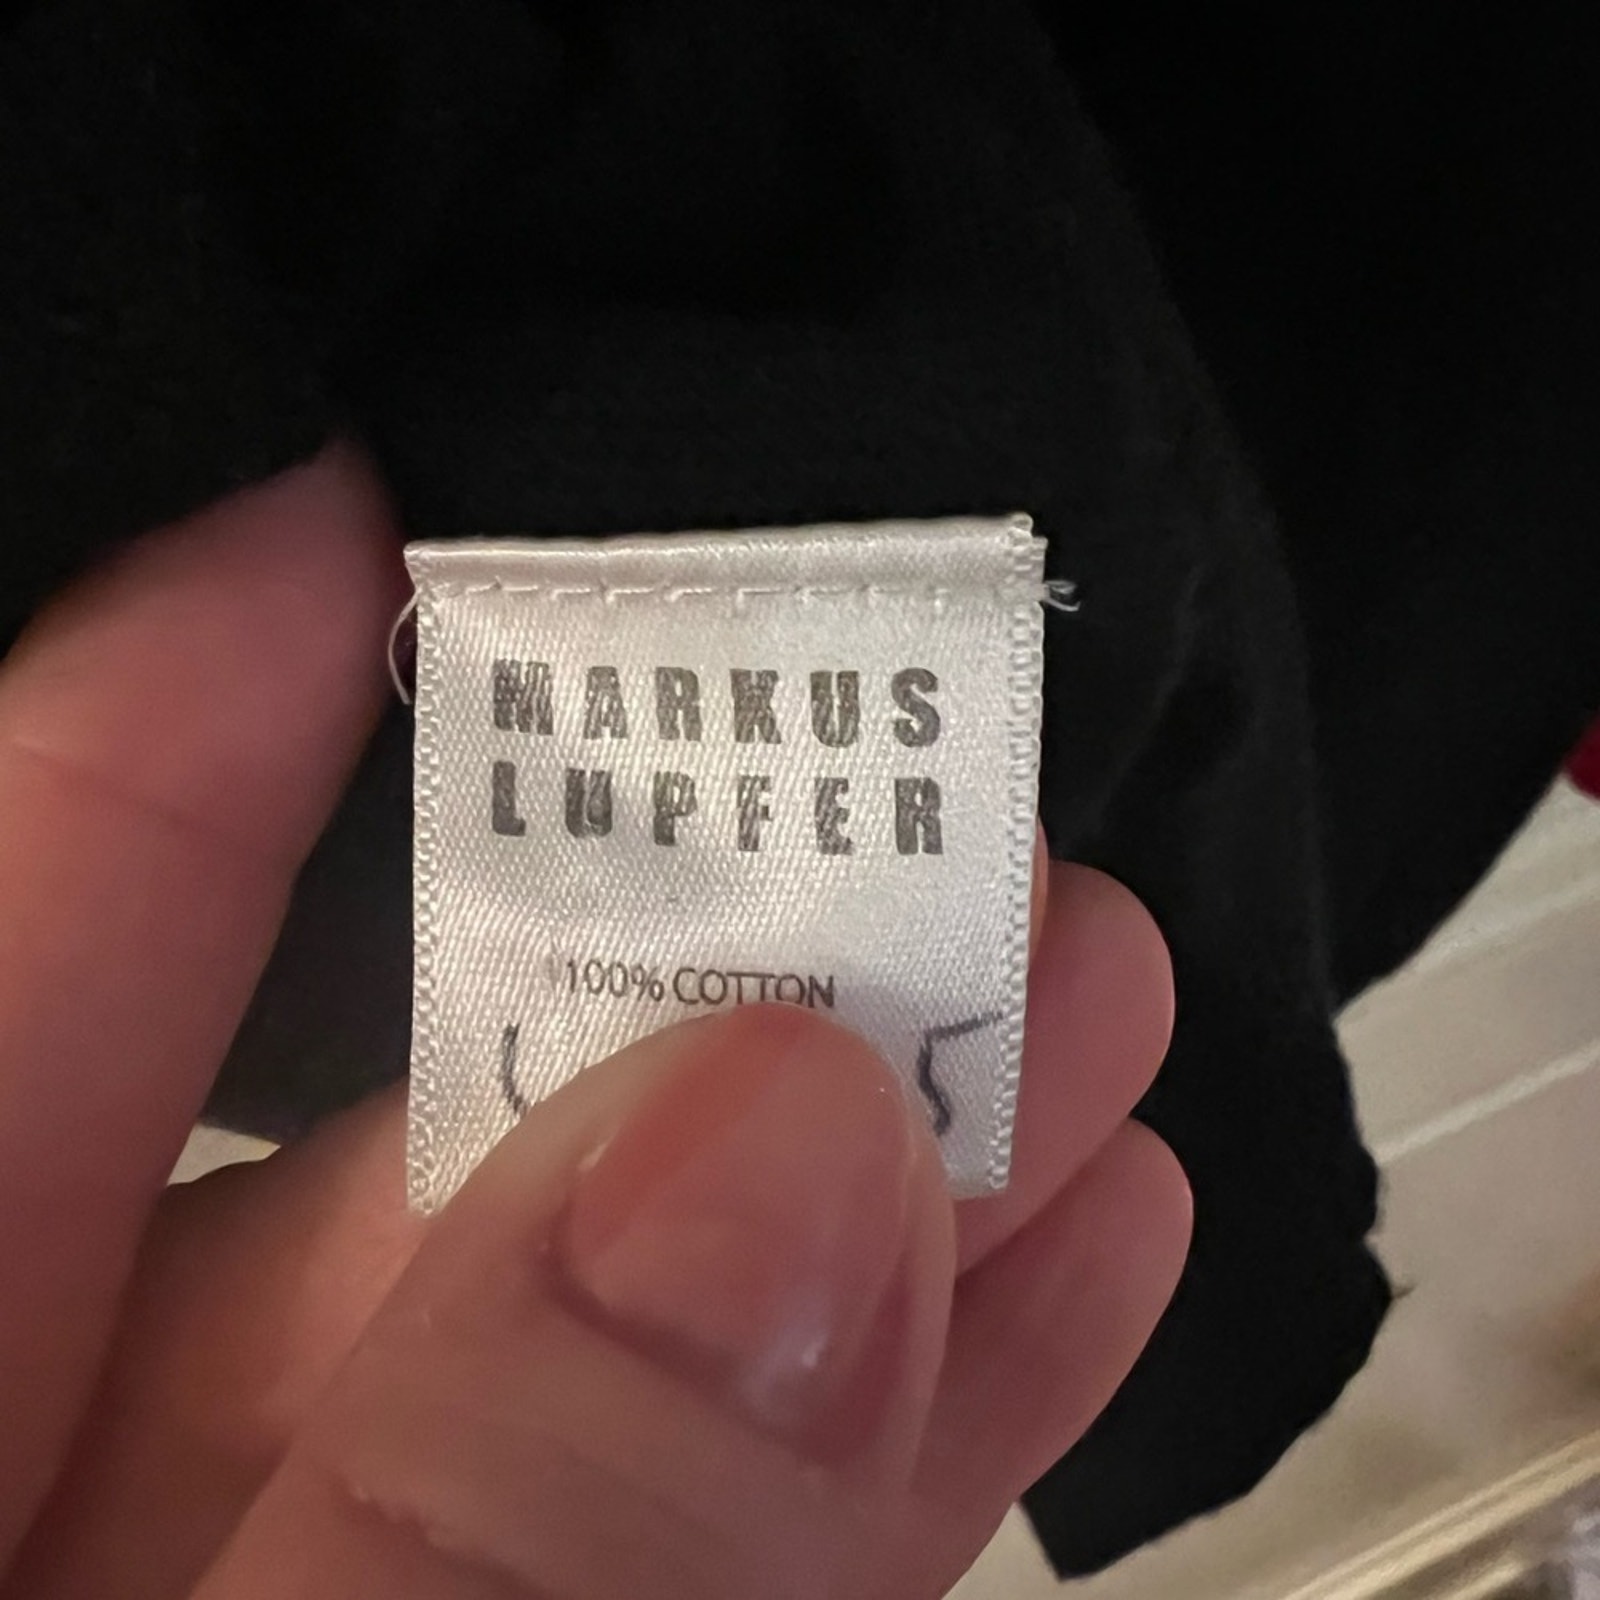 MARKUS
LUPFER
100% COTTON